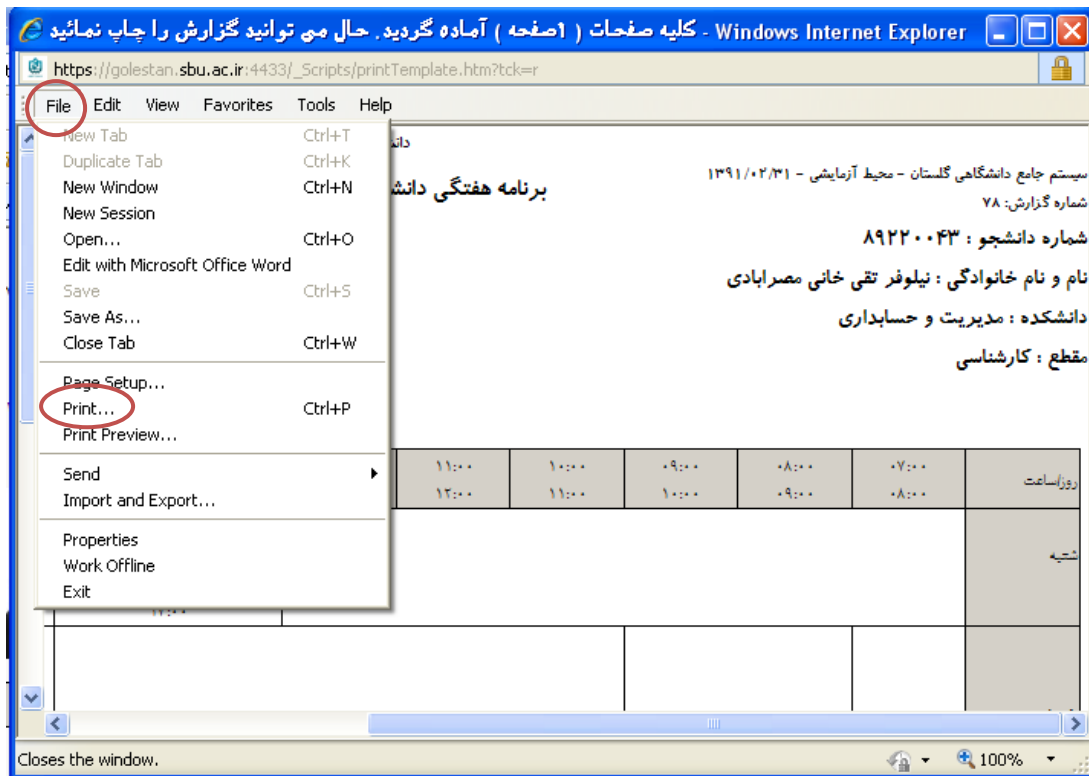 کلیه صفحات ( 1صفحه ) آماده گردید. حال می توانید گزارش را چاپ نمائید - Windows Internet Explorer
https://golestan.sbu.ac.ir:4433/_Scripts/printTemplate.htm?tck=r
File Edit View Favorites Tools Help
New Tab Ctrl+T
Duplicate Tab Ctrl+K
New Window Ctrl+N
New Session
Open... Ctrl+O
Edit with Microsoft Office Word
Save Ctrl+S
Save As...
Close Tab Ctrl+W
Page Setup...
Print... Ctrl+P
Print Preview...
Send
Import and Export...
Properties
Work Offline
Exit
سیستم جامع دانشگاهی گلستان - محیط آزمایشی - ۱۳۹۱/۰۲/۳۱
برنامه هفتگی
شماره گزارش: ۷۸
شماره دانشجو : ۸۹۲۲۰۰۴۳
نام و نام خانوادگی : نیلوفر تقی خانی مصرابادی
دانشکده : مدیریت و حسابداری
مقطع : کارشناسی
روز/ساعت ۰۷:۰۰ ۰۸:۰۰ ۰۹:۰۰ ۱۰:۰۰ ۱۱:۰۰
۰۸:۰۰ ۰۹:۰۰ ۱۰:۰۰ ۱۱:۰۰ ۱۲:۰۰
شنبه
Closes the window. 100%